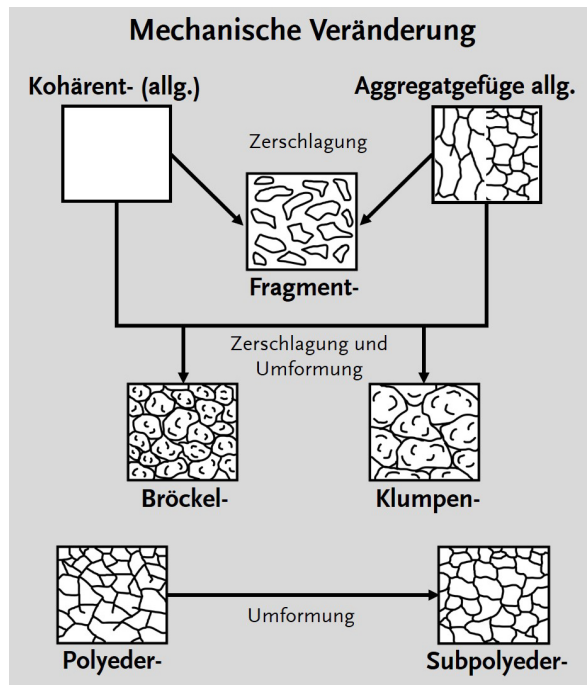 Mechanische Veränderung
Kohärent- (allg.)
Aggregatgefüge allg.
Zerschlagung
Fragment-
Zerschlagung und
Umformung
Bröckel-
Klumpen-
Umformung
Polyeder-
Subpolyeder-